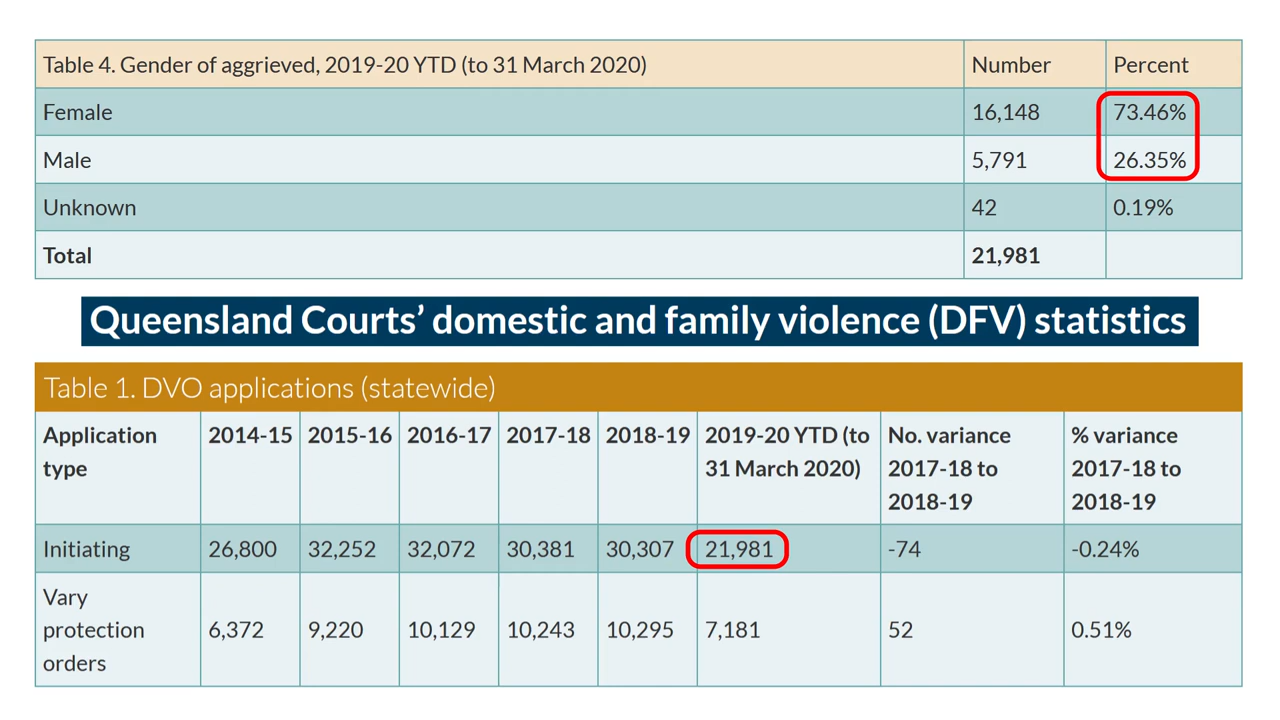 Table 4. Gender of aggrieved, 2019-20 YTD (to 31 March 2020) Number Percent
Female 16,148 73.46%
Male 5,791 26.35%
Unknown 42 0.19%
Total 21,981
Queensland Courts’ domestic and family violence (DFV) statistics
Table 1. DVO applications (statewide)
Application 2014-15 2015-16 2016-17 2017-18 2018-19 2019-20 YTD (to No. variance % variance
type 31 March 2020) 2017-18 to 2017-18 to
2018-19 2018-19
Initiating 26,800 32,252 32,072 30,381 30,307 21,981 -74 -0.24%
Vary
protection 6,372 9,220 10,129 10,243 10,295 7,181 52 0.51%
orders